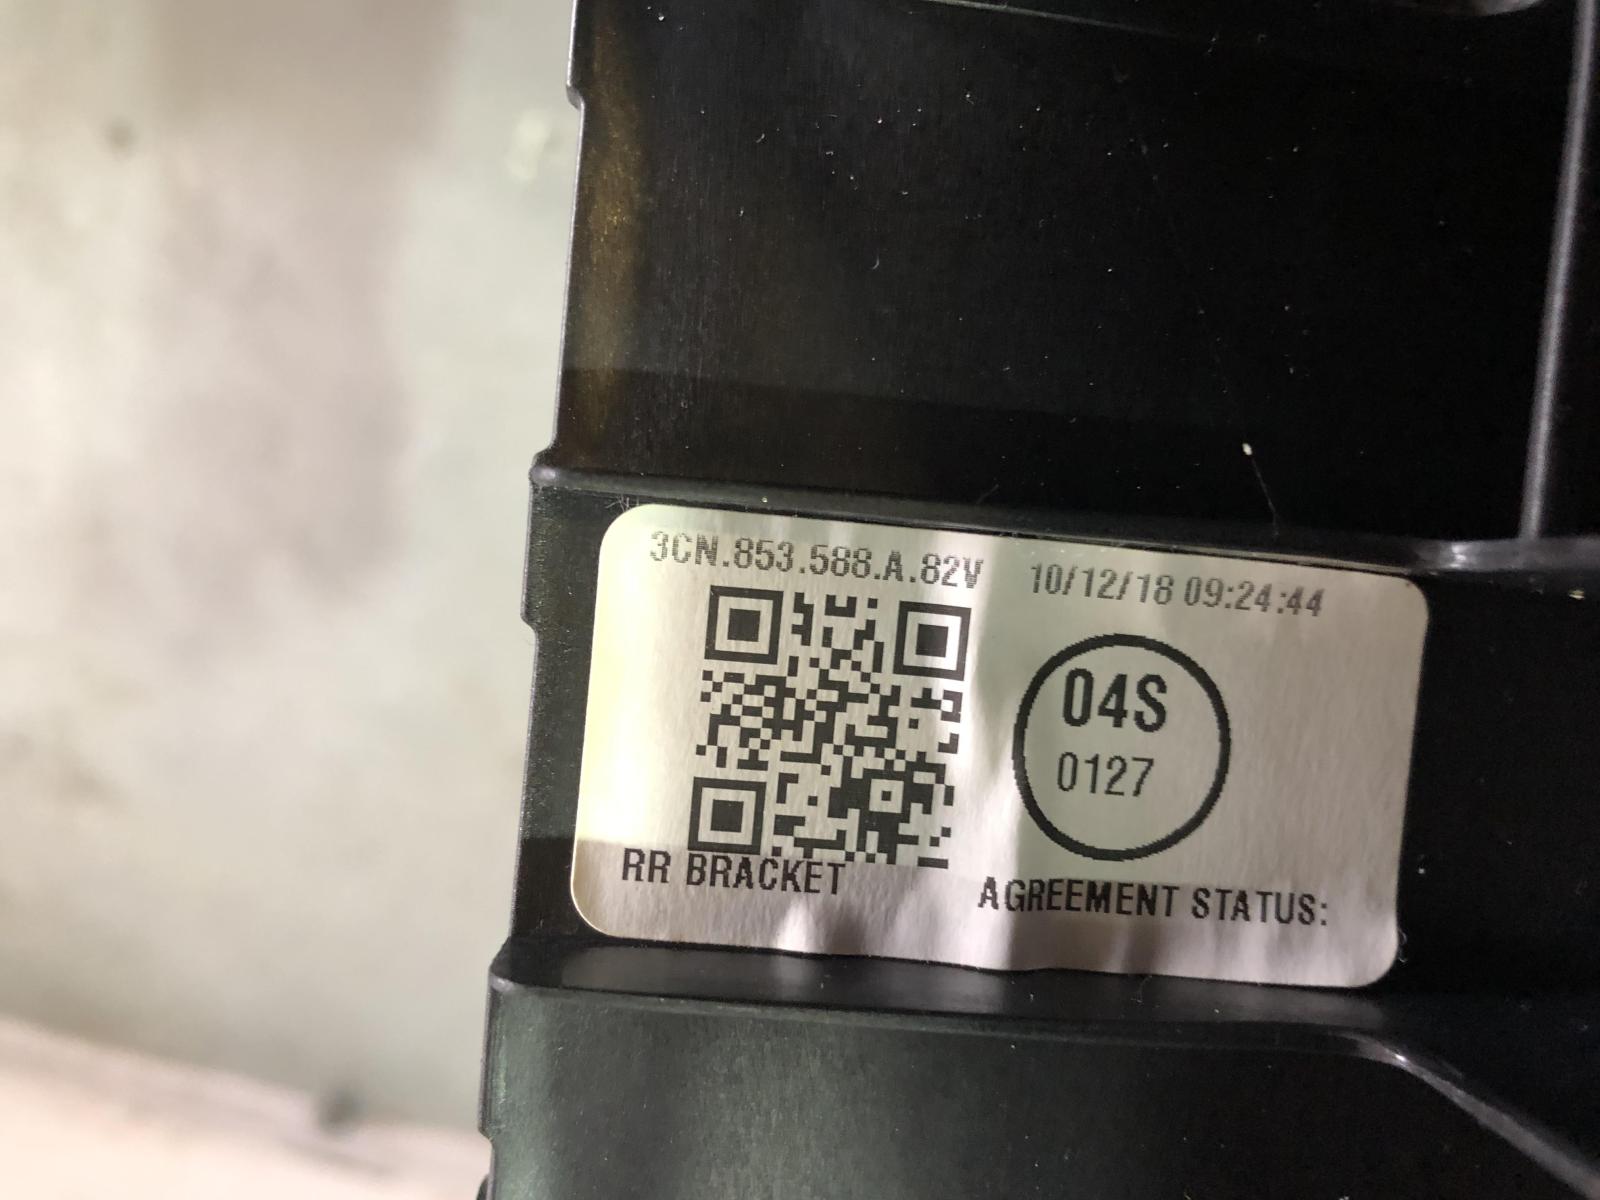 3CN.853.588.A.82V 10/12/18 09:24:44
04S
0127
RR BRACKET
AGREEMENT STATUS: